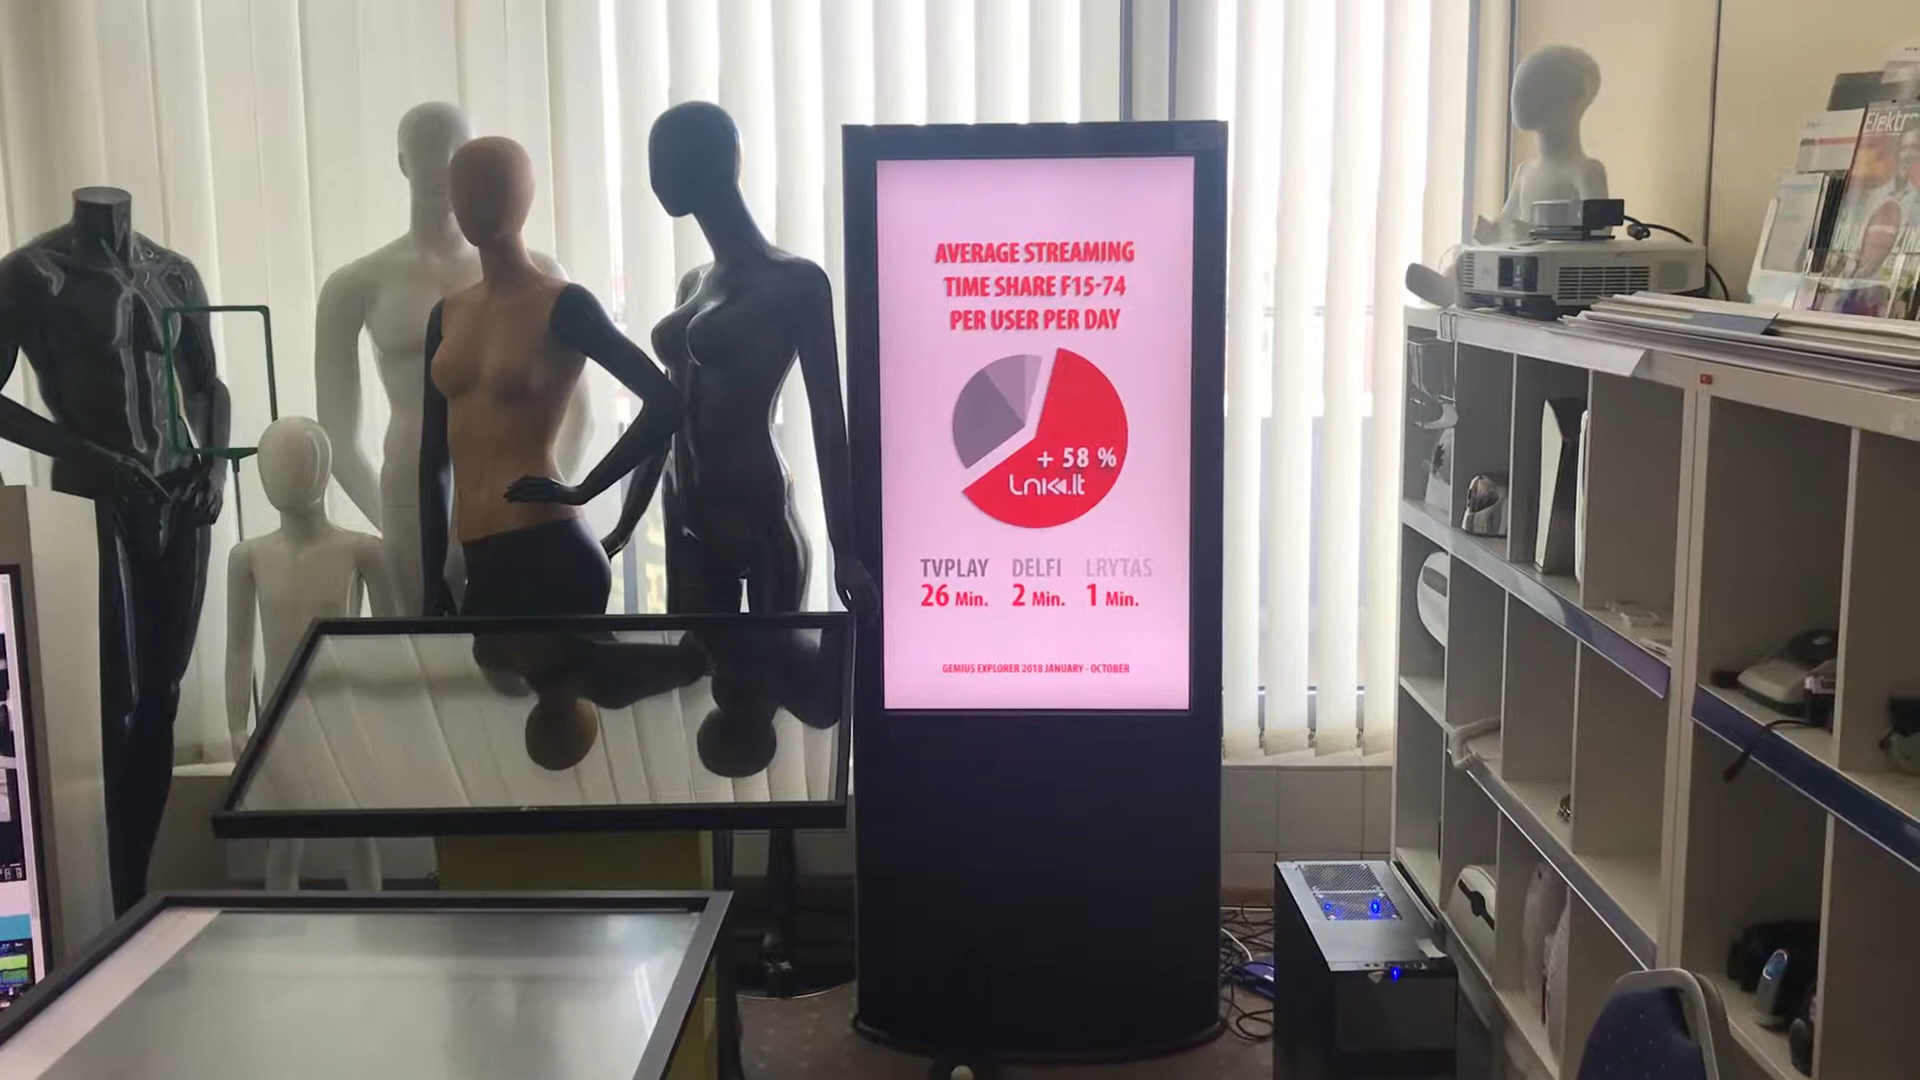 AVERAGE STREAMING
TIME SHARE F15-74
PER USER PER DAY
+ 58 %
Lnk.lt
TVPLAY DELFI LRYTAS
26 Min. 2 Min. 1 Min.
GEMIUS EXPLORER 2018 JANUARY - OCTOBER